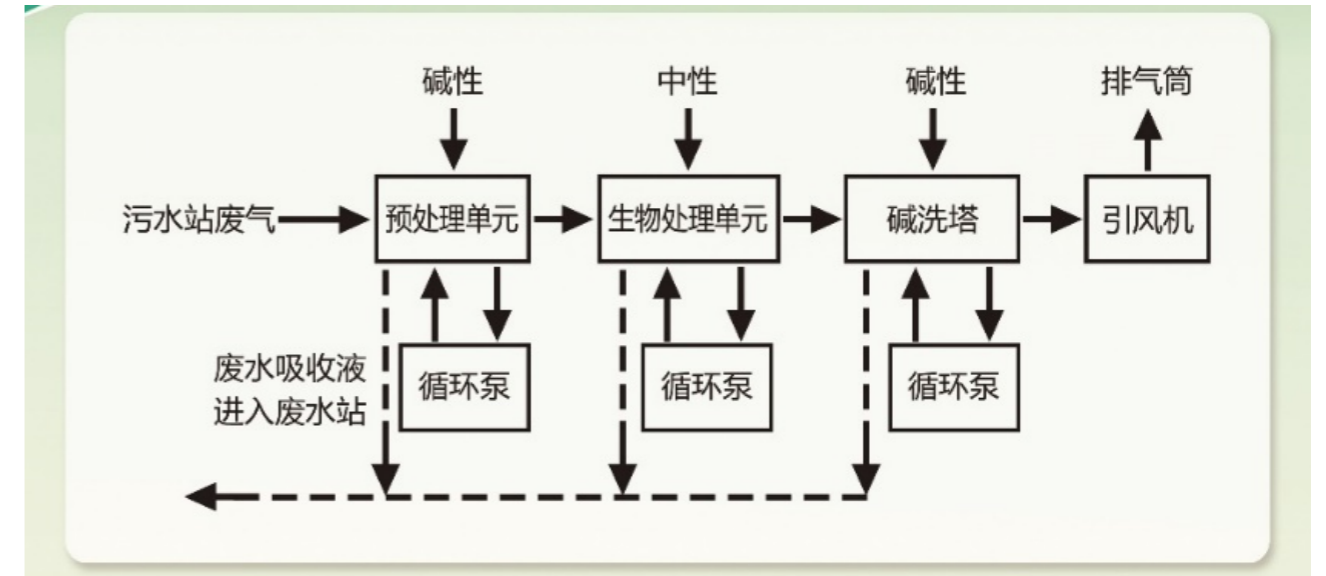 碱性
中性
碱性
排气筒
污水站废气
预处理单元
生物处理单元
碱洗塔
引风机
废水吸收液
进入废水站
循环泵
循环泵
循环泵